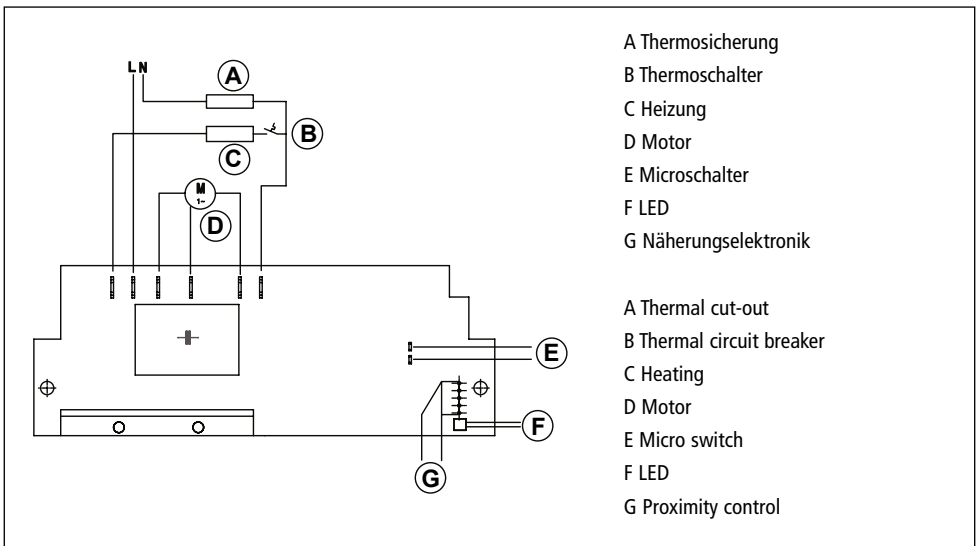 L N
A
B
C
M
1~
D
E
F
G
A Thermosicherung
B Thermoschalter
C Heizung
D Motor
E Microschalter
F LED
G Näherungselektronik
A Thermal cut-out
B Thermal circuit breaker
C Heating
D Motor
E Micro switch
F LED
G Proximity control